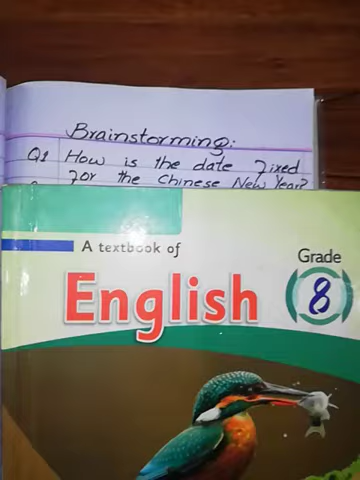 Brainstorming:
Q1 How is the date fixed
for the Chinese New Year?
A textbook of
English
Grade
8